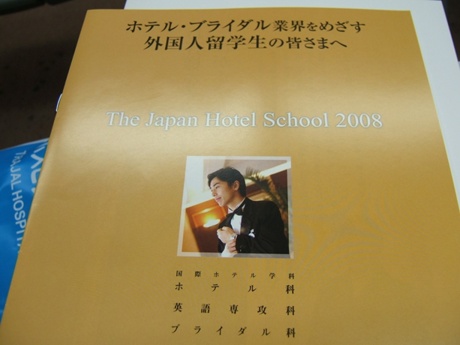 ホテル・ブライダル業界をめざす
外国人留学生の皆さまへ
The Japan Hotel School 2008
国際ホテル学科
ホテル科
英語専攻科
ブライダル科
JAL HOSPI